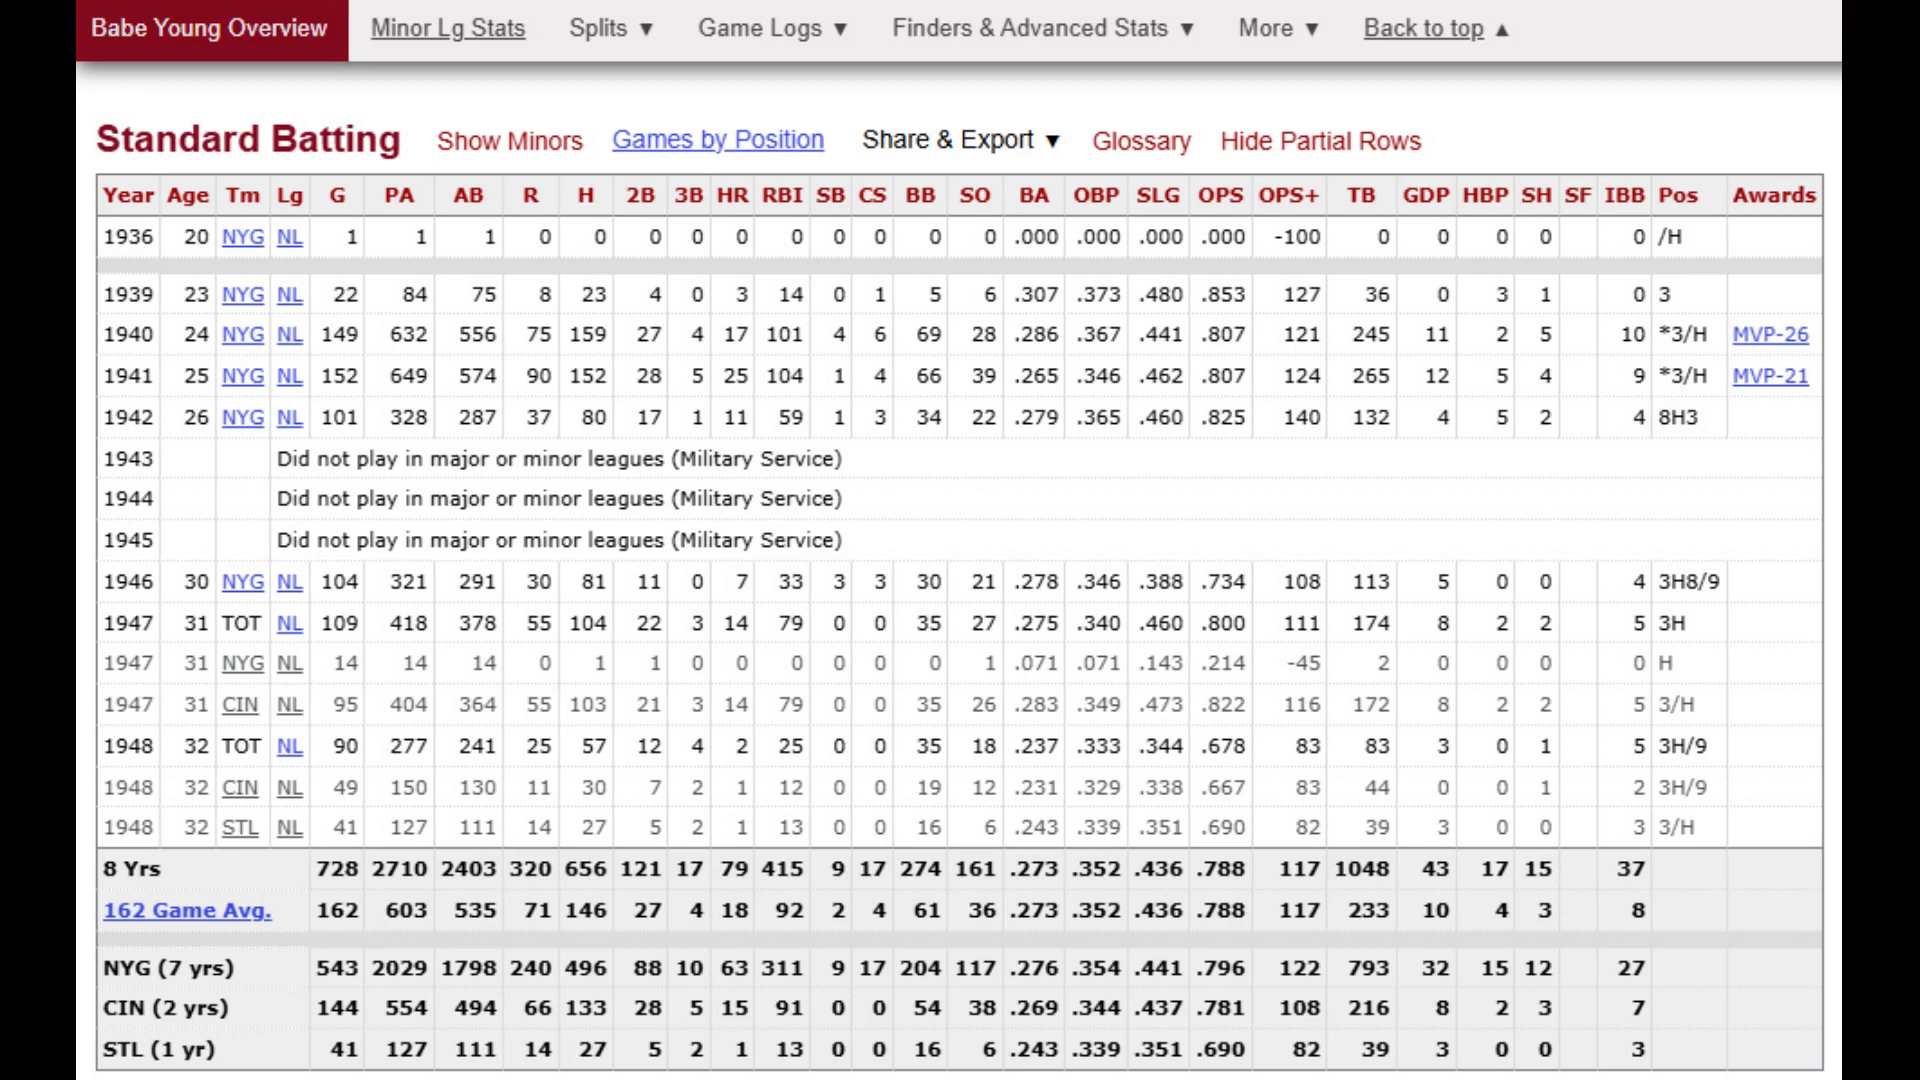 Babe Young Overview Minor Lg Stats Splits ▼ Game Logs ▼ Finders & Advanced Stats ▼ More ▼ Back to top ▲
Standard Batting Show Minors Games by Position Share & Export ▼ Glossary Hide Partial Rows
Year Age Tm Lg G PA AB R H 2B 3B HR RBI SB CS BB SO BA OBP SLG OPS OPS+ TB GDP HBP SH SF IBB Pos Awards
1936 20 NYG NL 1 1 1 0 0 0 0 0 0 0 0 0 0 .000 .000 .000 .000 -100 0 0 0 0 0 /H
1939 23 NYG NL 22 84 75 8 23 4 0 3 14 0 1 5 6 .307 .373 .480 .853 127 36 0 3 1 0 3
1940 24 NYG NL 149 632 556 75 159 27 4 17 101 4 6 69 28 .286 .367 .441 .807 121 245 11 2 5 10 *3/H MVP-26
1941 25 NYG NL 152 649 574 90 152 28 5 25 104 1 4 66 39 .265 .346 .462 .807 124 265 12 5 4 9 *3/H MVP-21
1942 26 NYG NL 101 328 287 37 80 17 1 11 59 1 3 34 22 .279 .365 .460 .825 140 132 4 5 2 4 8H3
1943 Did not play in major or minor leagues (Military Service)
1944 Did not play in major or minor leagues (Military Service)
1945 Did not play in major or minor leagues (Military Service)
1946 30 NYG NL 104 321 291 30 81 11 0 7 33 3 3 30 21 .278 .346 .388 .734 108 113 5 0 0 4 3H8/9
1947 31 TOT NL 109 418 378 55 104 22 3 14 79 0 0 35 27 .275 .340 .460 .800 111 174 8 2 2 5 3H
1947 31 NYG NL 14 14 14 0 1 1 0 0 0 0 0 0 1 .071 .071 .143 .214 -45 2 0 0 0 0 H
1947 31 CIN NL 95 404 364 55 103 21 3 14 79 0 0 35 26 .283 .349 .473 .822 116 172 8 2 2 5 3/H
1948 32 TOT NL 90 277 241 25 57 12 4 2 25 0 0 35 18 .237 .333 .344 .678 83 83 3 0 1 5 3H/9
1948 32 CIN NL 49 150 130 11 30 7 2 1 12 0 0 19 12 .231 .329 .338 .667 83 44 0 0 1 2 3H/9
1948 32 STL NL 41 127 111 14 27 5 2 1 13 0 0 16 6 .243 .339 .351 .690 82 39 3 0 0 3 3/H
8 Yrs 728 2710 2403 320 656 121 17 79 415 9 17 274 161 .273 .352 .436 .788 117 1048 43 17 15 37
162 Game Avg. 162 603 535 71 146 27 4 18 92 2 4 61 36 .273 .352 .436 .788 117 233 10 4 3 8
NYG (7 yrs) 543 2029 1798 240 496 88 10 63 311 9 17 204 117 .276 .354 .441 .796 122 793 32 15 12 27
CIN (2 yrs) 144 554 494 66 133 28 5 15 91 0 0 54 38 .269 .344 .437 .781 108 216 8 2 3 7
STL (1 yr) 41 127 111 14 27 5 2 1 13 0 0 16 6 .243 .339 .351 .690 82 39 3 0 0 3